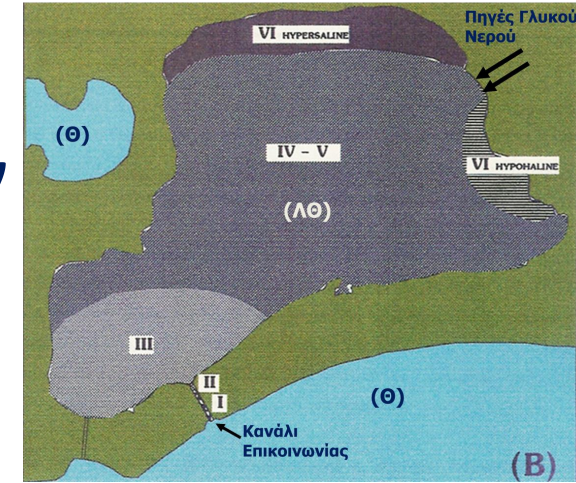 Πηγές Γλυκού
Νερού
VI HYPERSALINE
(Θ)
IV – V
VI HYPOHALINE
(ΛΘ)
III
II
I
(Θ)
Κανάλι
Επικοινωνίας
(Β)